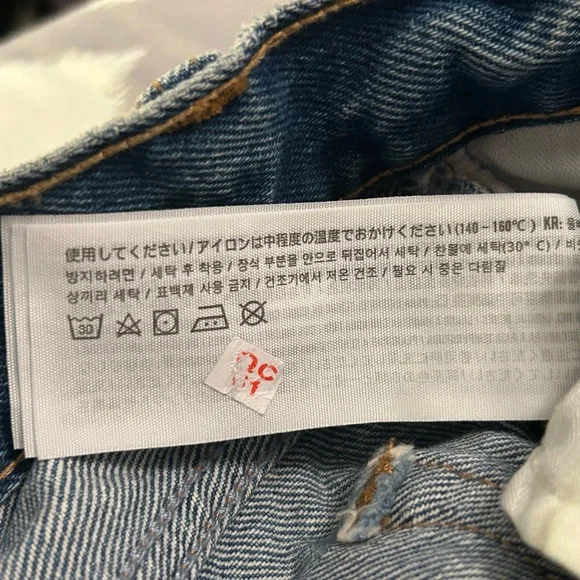 使用してください/アイロンは中程度の温度でおかけください(140－160℃) KR:
방지하려면 / 세탁 후 착용 / 장식 부분을 안으로 뒤집어서 세탁 / 찬물에 세탁(30° C) /
상끼리 세탁 / 표백제 사용 금지 / 건조기에서 저온 건조 / 필요 시 중온 다림질
30
QC
01